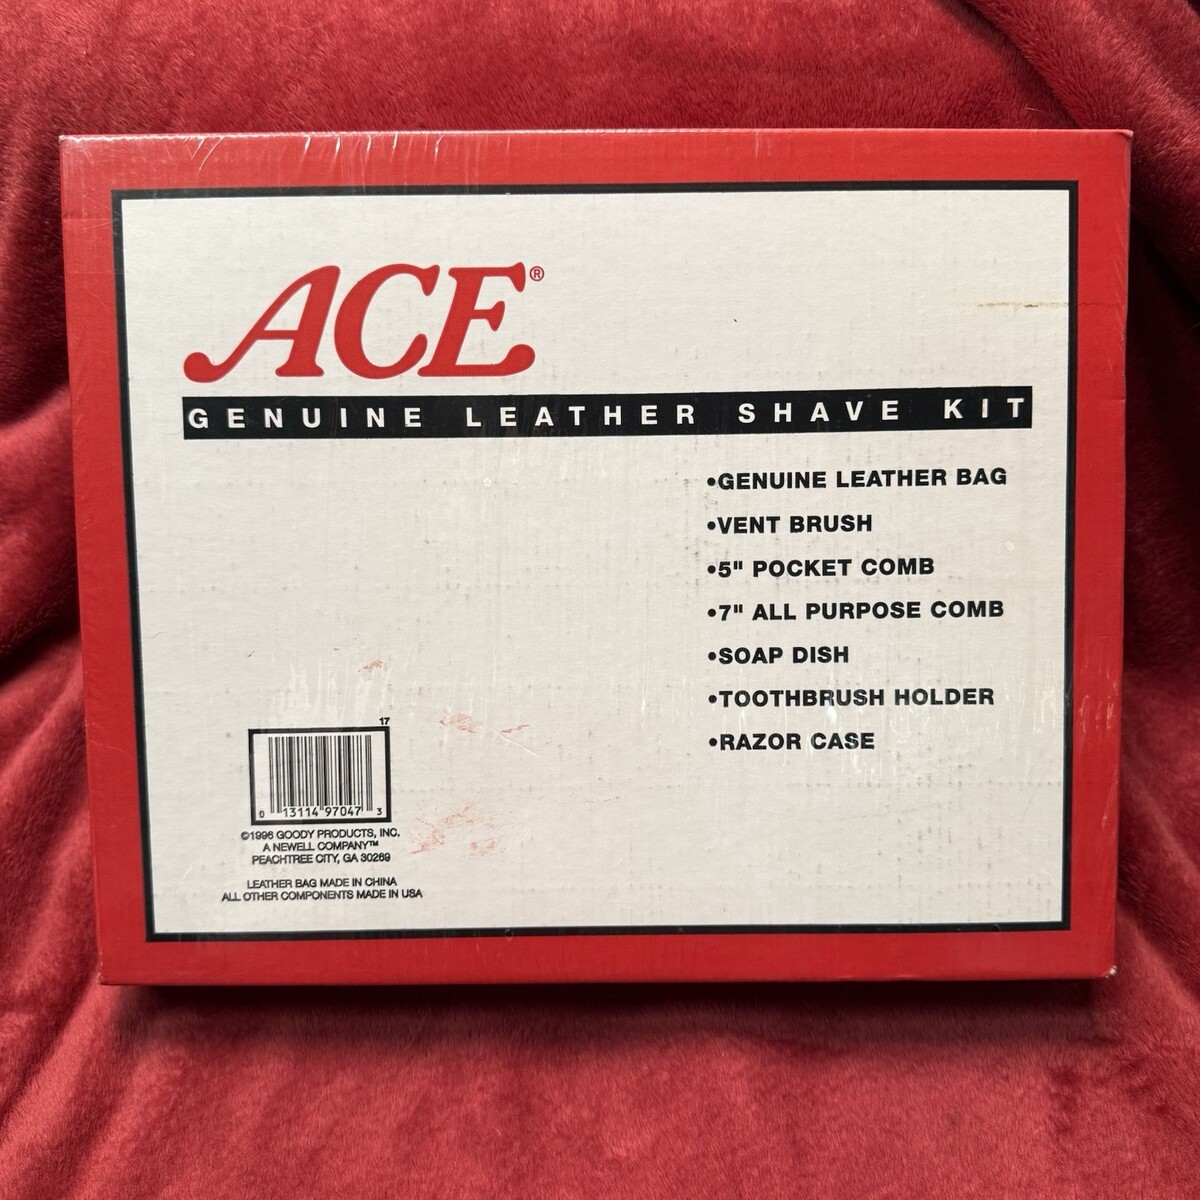 ACE®
GENUINE LEATHER SHAVE KIT
•GENUINE LEATHER BAG
•VENT BRUSH
•5" POCKET COMB
•7" ALL PURPOSE COMB
•SOAP DISH
•TOOTHBRUSH HOLDER
•RAZOR CASE
17
0 13114 97047 3
©1996 GOODY PRODUCTS, INC.
A NEWELL COMPANY™
PEACHTREE CITY, GA 30269
LEATHER BAG MADE IN CHINA
ALL OTHER COMPONENTS MADE IN USA